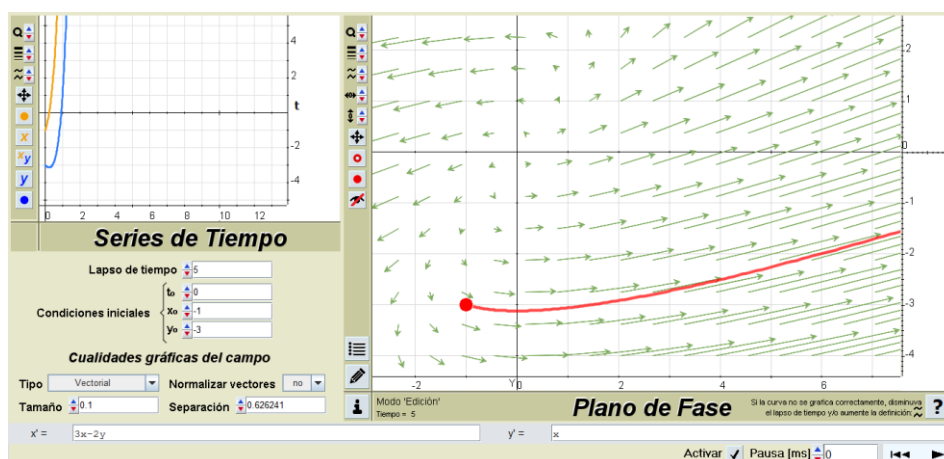 4
2
t
-2
-4
0 2 4 6 8 10 12
x
xy
y
Series de Tiempo
Lapso de tiempo 5
Condiciones iniciales
t₀ 0
x₀ -1
y₀ -3
Cualidades gráficas del campo
Tipo Vectorial Normalizar vectores no
Tamaño 0.1 Separación 0.626241
2
1
0
-1
-2
-3
-4
-2 Y 0 2 4 6
Modo 'Edición'
Tiempo = 5
Plano de Fase
Si la curva no se grafica correctamente, disminuya
el lapso de tiempo y/o aumente la definición:
?
x' = 3x-2y y' = x
Activar Pausa [ms] 0